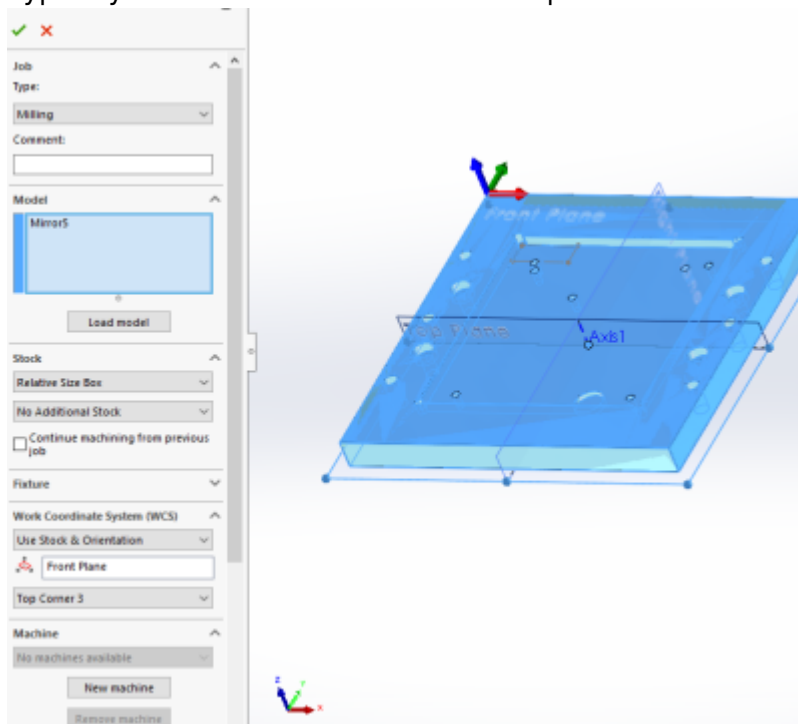 Job
Type:
Milling
Comment:
Model
Mirror5
Load model
Stock
Relative Size Box
No Additional Stock
Continue machining from previous
job
Fixture
Work Coordinate System (WCS)
Use Stock & Orientation
Front Plane
Top Corner 3
Machine
No machines available
New machine
Remove machine
Front Plane
Top Plane
Axis1